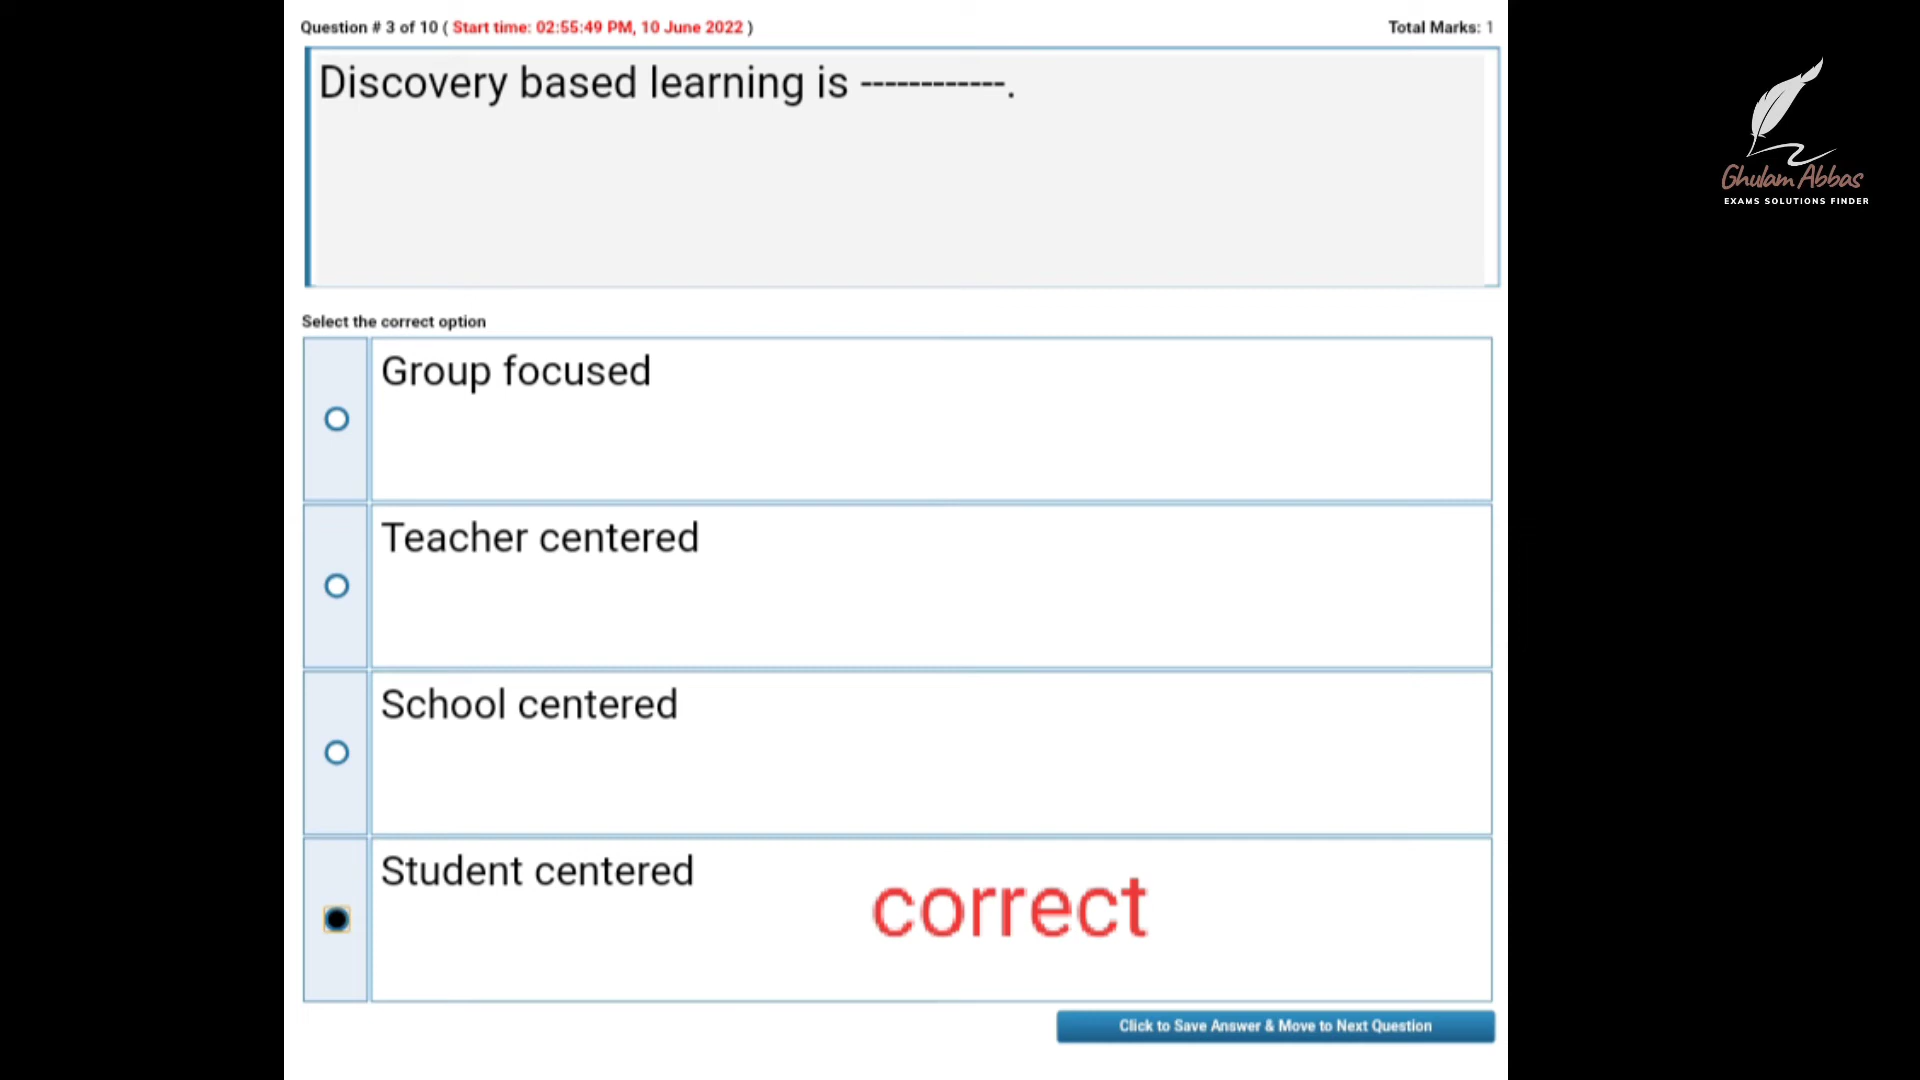 Question # 3 of 10 ( Start time: 02:55:49 PM, 10 June 2022 ) Total Marks: 1
Discovery based learning is ------------.
Ghulam Abbas
EXAMS SOLUTIONS FINDER
Select the correct option
Group focused
Teacher centered
School centered
Student centered
correct
Click to Save Answer & Move to Next Question